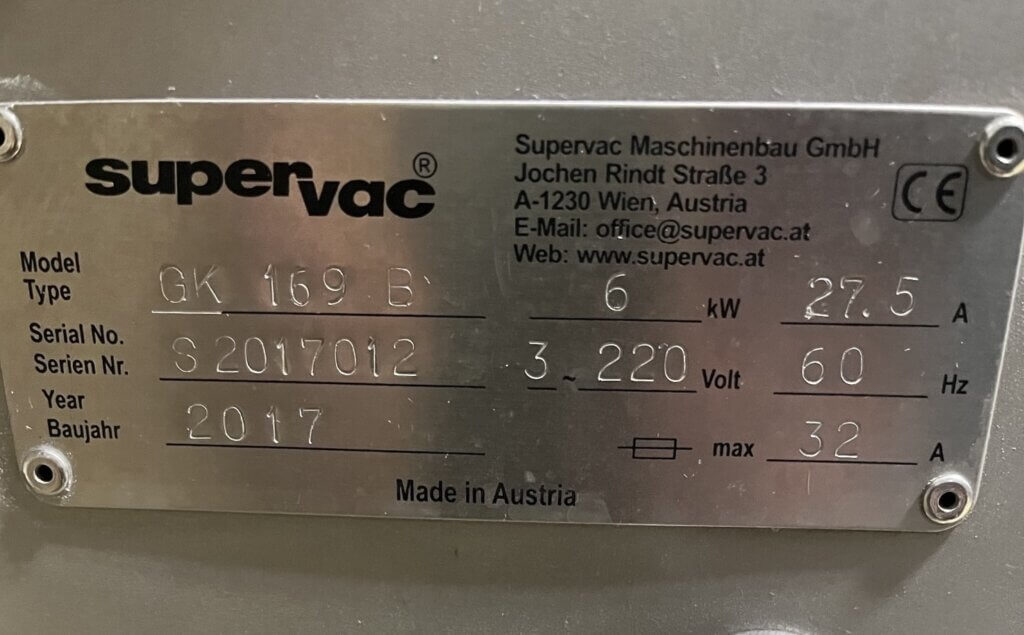 supervac®
Supervac Maschinenbau GmbH
Jochen Rindt Straße 3
A-1230 Wien, Austria
E-Mail: office@supervac.at
Web: www.supervac.at
CE
Model
Type GK 169 B 6 kW 27.5 A
Serial No.
Serien Nr. S2017012 3 ~ 220 Volt 60 Hz
Year
Baujahr 2017 max 32 A
Made in Austria